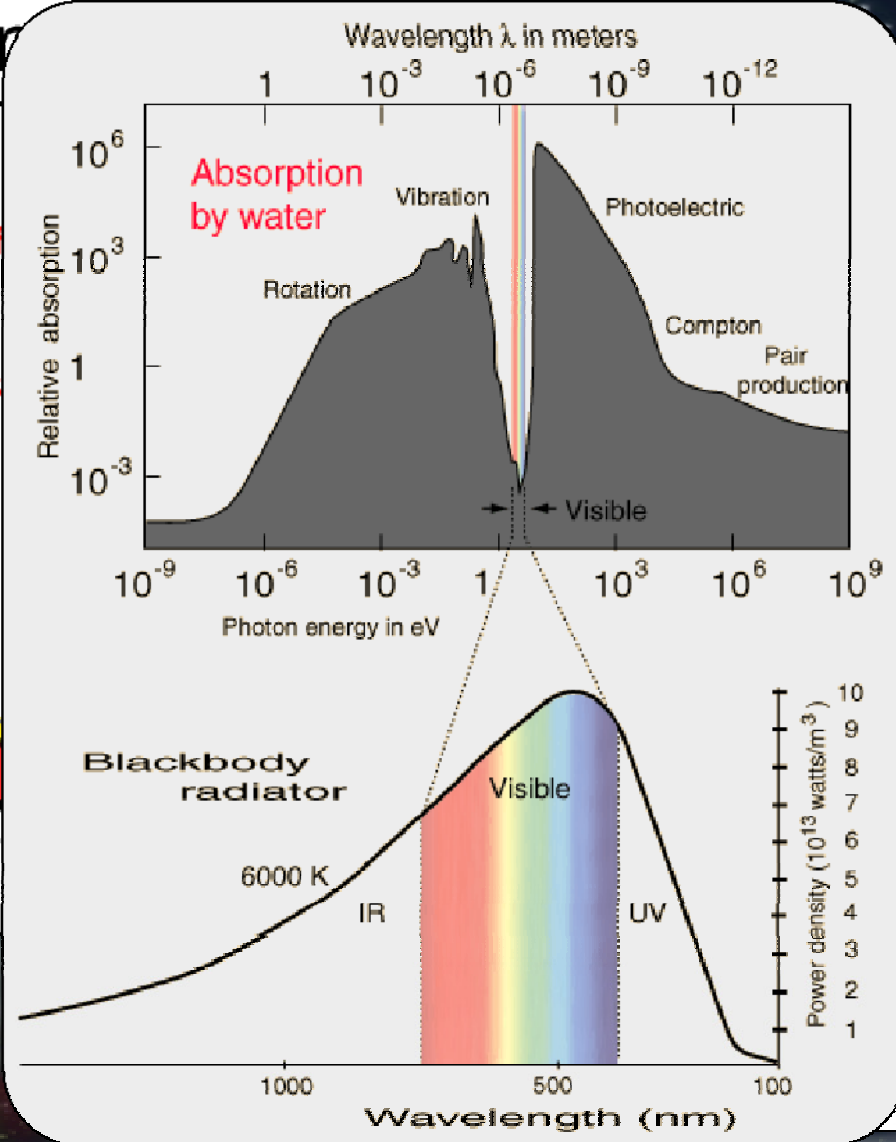 Wavelength λ in meters
1 10⁻³ 10⁻⁶ 10⁻⁹ 10⁻¹²
10⁶
Absorption
by water
Vibration
Photoelectric
10³
Rotation
Compton
1
Pair
production
10⁻³
Visible
Relative absorption
10⁻⁹ 10⁻⁶ 10⁻³ 1 10³ 10⁶ 10⁹
Photon energy in eV
Blackbody
radiator
Visible
6000 K
IR
UV
10
9
8
7
6
5
4
3
2
1
Power density (10¹³ watts/m³)
1000 500 100
Wavelength (nm)